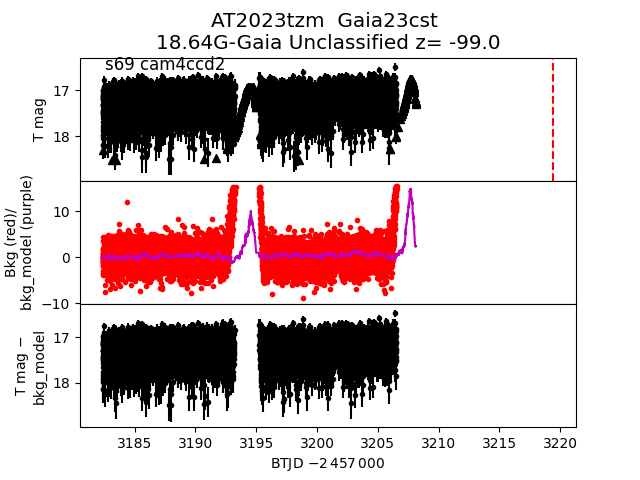 AT2023tzm  Gaia23cst
18.64G-Gaia Unclassified z= -99.0
s69 cam4ccd2
17
18
T mag
10
0
−10
Bkg (red)/
bkg_model (purple)
17
18
T mag −
bkg_model
3185 3190 3195 3200 3205 3210 3215 3220
BTJD −2 457 000